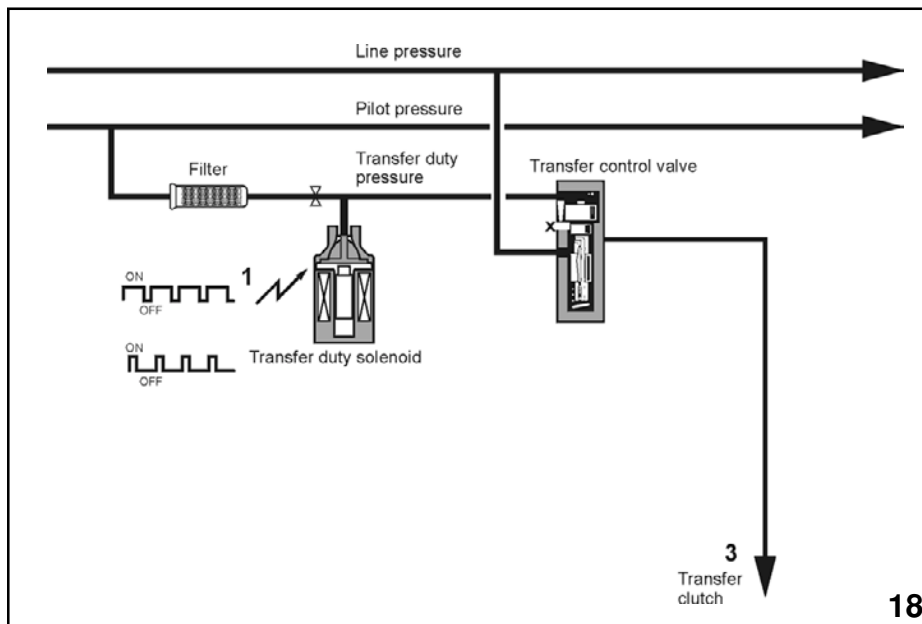 Line pressure
Pilot pressure
Filter
Transfer duty
pressure
Transfer control valve
x
ON
OFF
1
ON
OFF
Transfer duty solenoid
3
Transfer
clutch
18